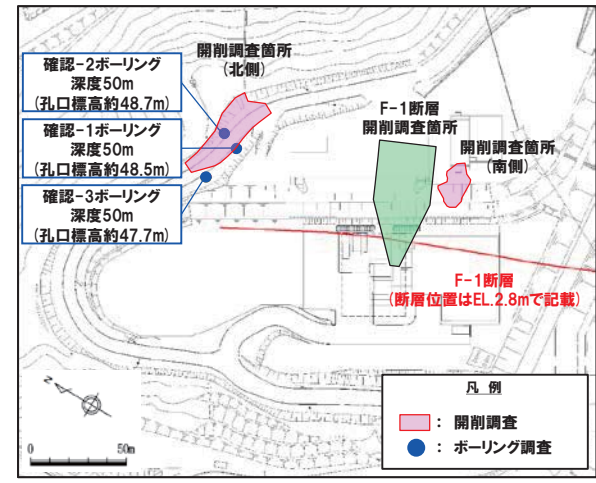 確認-2ボーリング
深度50m
(孔口標高約48.7m)
確認-1ボーリング
深度50m
(孔口標高約48.5m)
確認-3ボーリング
深度50m
(孔口標高約47.7m)
開削調査箇所
(北側)
F-1断層
開削調査箇所
開削調査箇所
(南側)
F-1断層
(断層位置はEL.2.8mで記載)
N
0
50m
凡 例
: 開削調査
: ボーリング調査